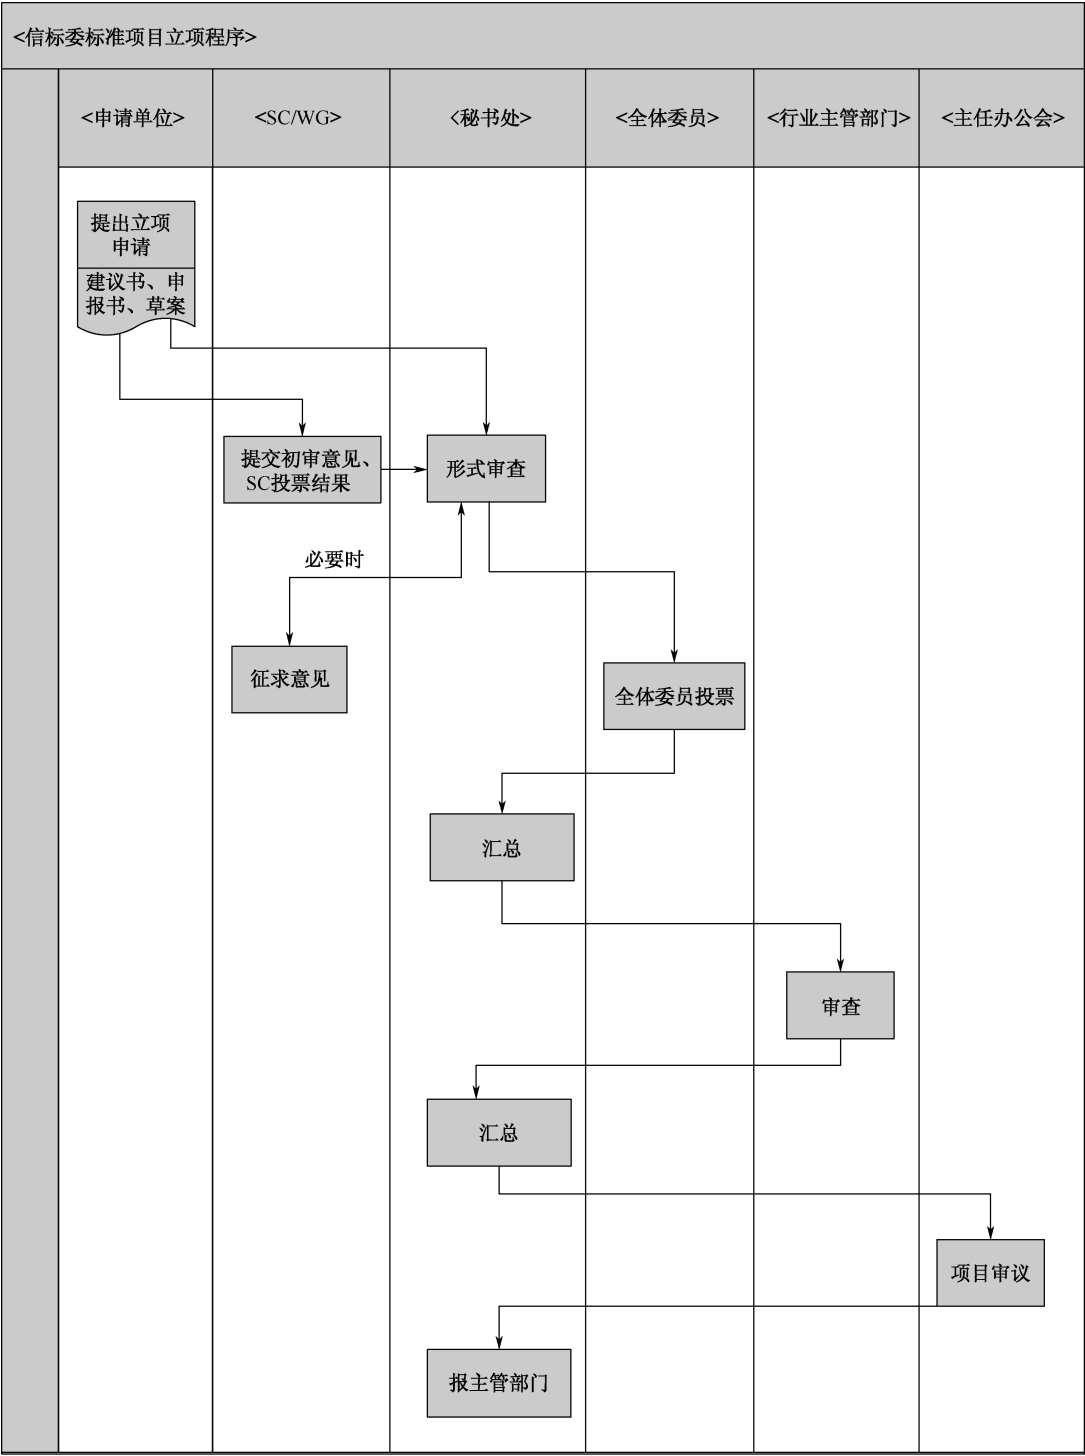 <信标委标准项目立项程序>
<申请单位>
<SC/WG>
<秘书处>
<全体委员>
<行业主管部门>
<主任办公会>
提出立项
申请
建议书、申
报书、草案
提交初审意见、
SC投票结果
形式审查
必要时
征求意见
全体委员投票
汇总
审查
汇总
项目审议
报主管部门